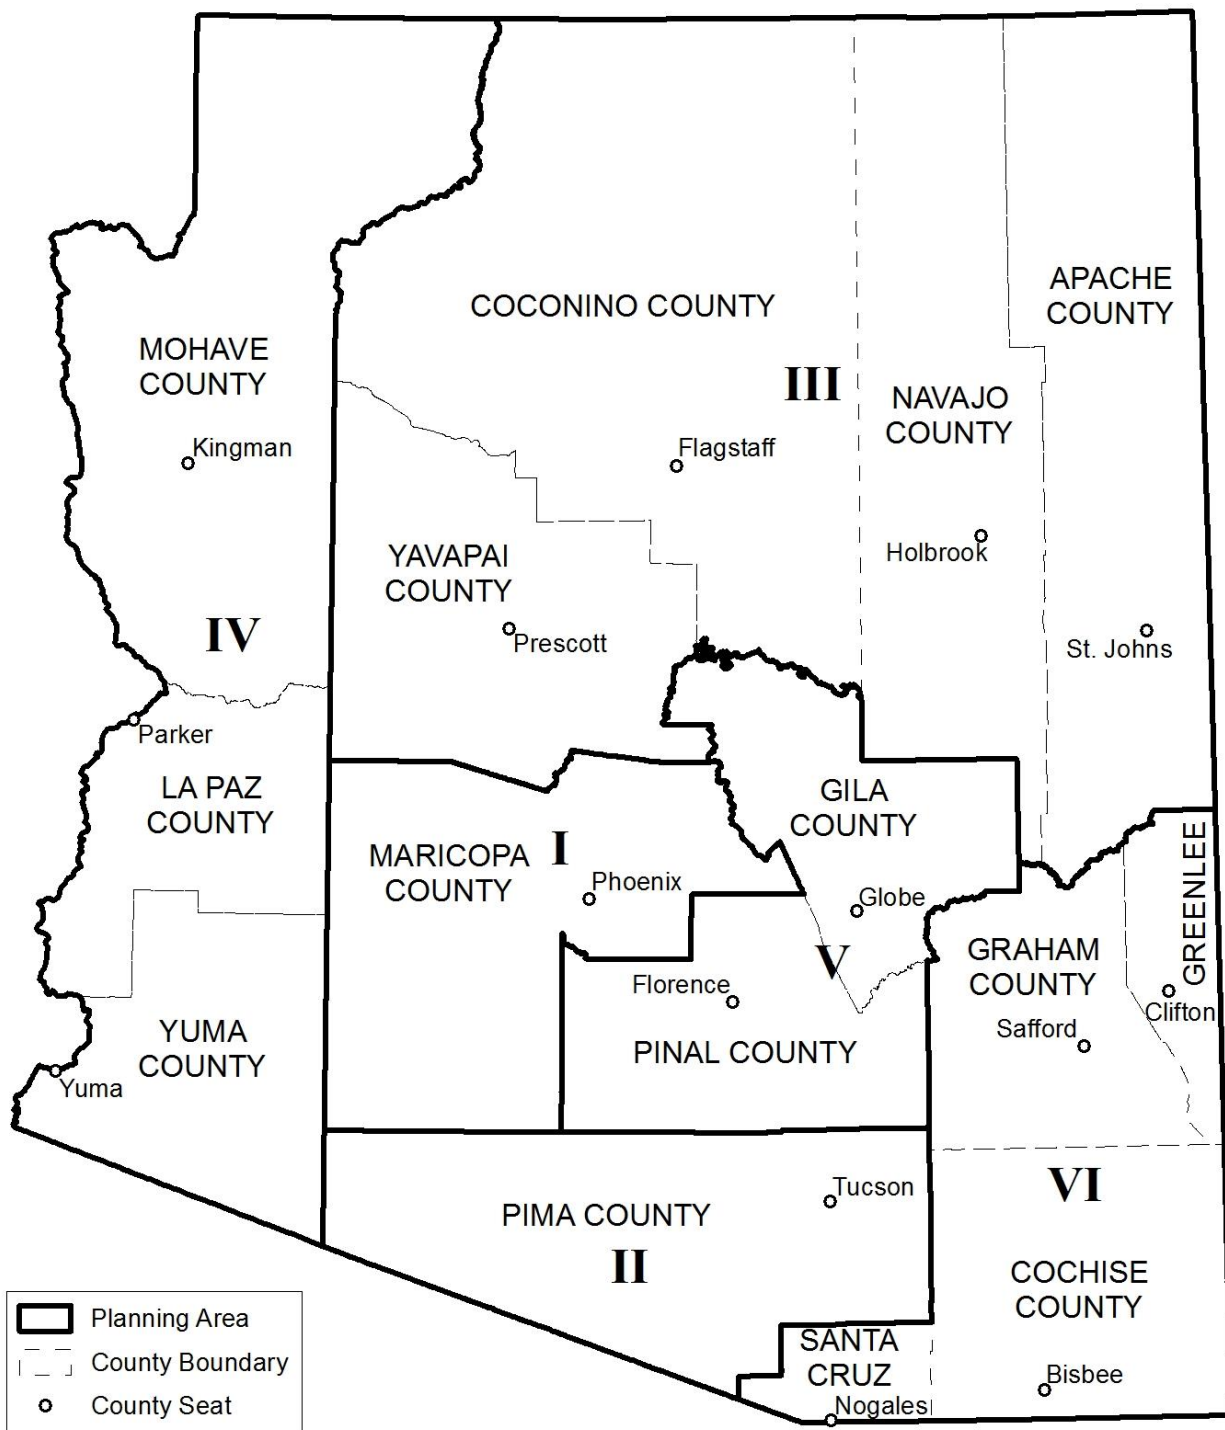 APACHE
COUNTY
COCONINO COUNTY
MOHAVE
COUNTY
III
NAVAJO
COUNTY
Kingman
Flagstaff
Holbrook
YAVAPAI
COUNTY
IV
Prescott
St. Johns
Parker
LA PAZ
COUNTY
GILA
COUNTY
MARICOPA
COUNTY
I
Phoenix
Globe
GREENLEE
GRAHAM
COUNTY
V
Florence
Clifton
Safford
YUMA
COUNTY
PINAL COUNTY
Yuma
Tucson
VI
PIMA COUNTY
II
COCHISE
COUNTY
SANTA
CRUZ
Bisbee
Nogales
Planning Area
County Boundary
County Seat